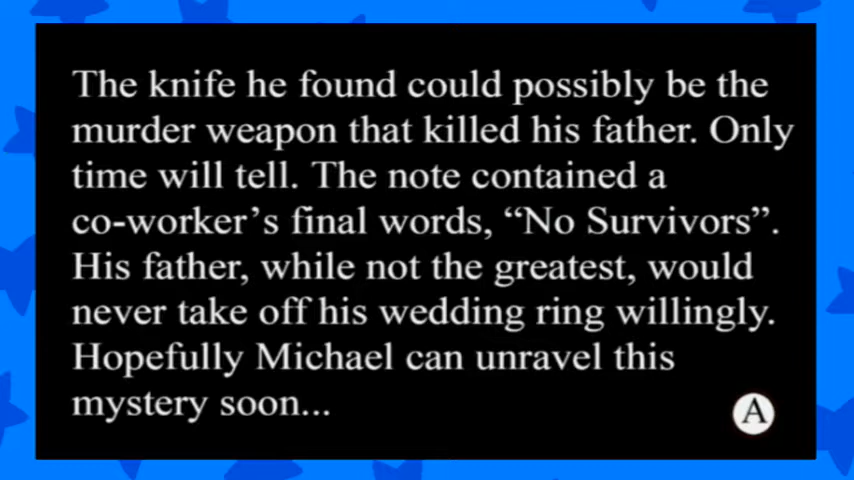 The knife he found could possibly be the
murder weapon that killed his father. Only
time will tell. The note contained a
co-worker’s final words, “No Survivors”.
His father, while not the greatest, would
never take off his wedding ring willingly.
Hopefully Michael can unravel this
mystery soon...
A